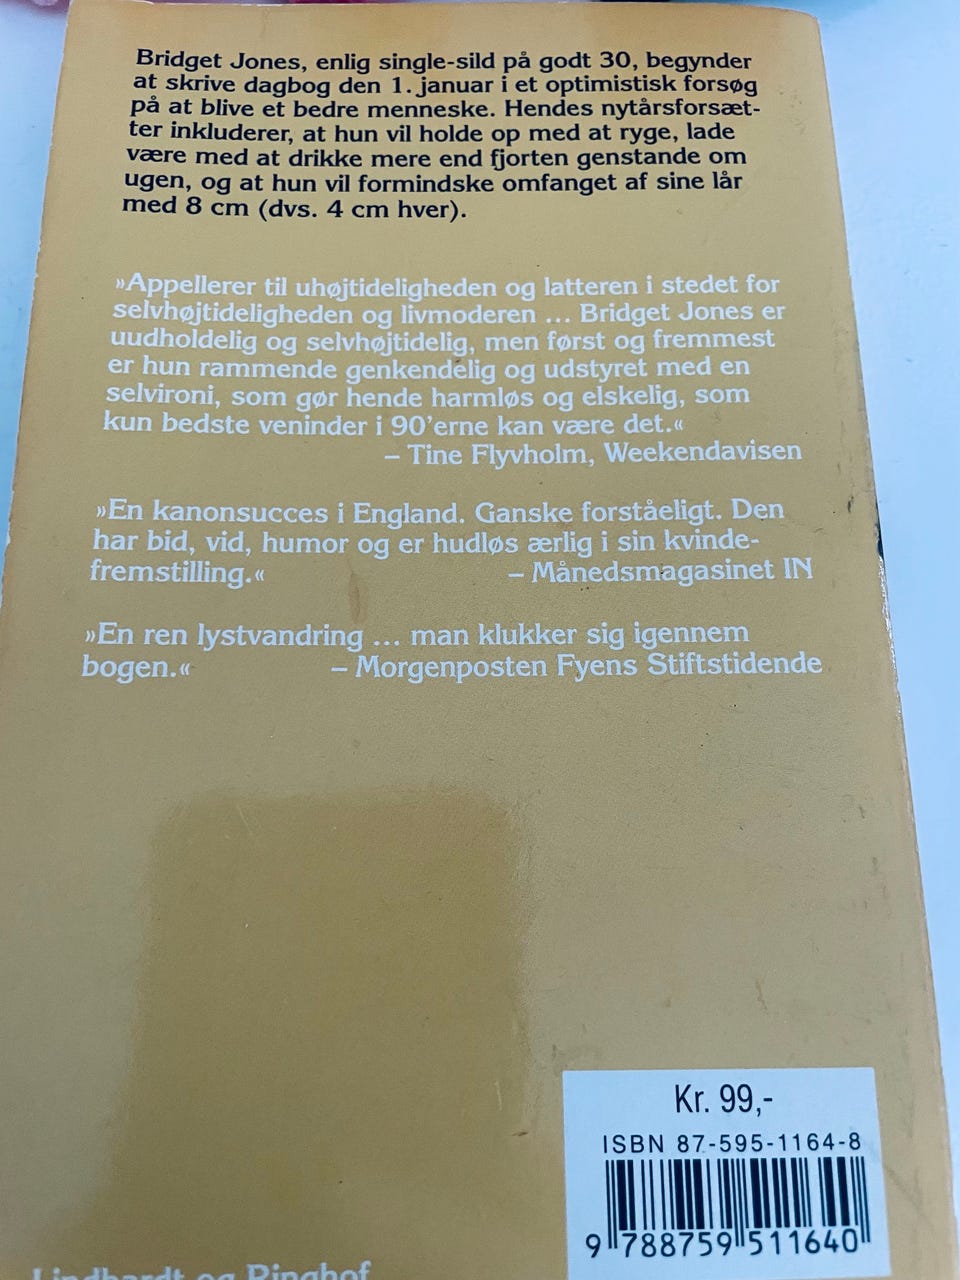 Bridget Jones, enlig single-sild på godt 30, begynder
at skrive dagbog den 1. januar i et optimistisk forsøg
på at blive et bedre menneske. Hendes nytårsforsæt-
ter inkluderer, at hun vil holde op med at ryge, lade
være med at drikke mere end fjorten genstande om
ugen, og at hun vil formindske omfanget af sine lår
med 8 cm (dvs. 4 cm hver).
»Appellerer til uhøjtideligheden og latteren i stedet for
selvhøjtideligheden og livmoderen ... Bridget Jones er
uudholdelig og selvhøjtidelig, men først og fremmest
er hun rammende genkendelig og udstyret med en
selvironi, som gør hende harmløs og elskelig, som
kun bedste veninder i 90'erne kan være det.«
– Tine Flyvholm, Weekendavisen
»En kanonsucces i England. Ganske forståeligt. Den
har bid, vid, humor og er hudløs ærlig i sin kvinde-
fremstilling.« – Månedsmagasinet IN
»En ren lystvandring ... man klukker sig igennem
bogen.« – Morgenposten Fyens Stiftstidende
Kr. 99,-
ISBN 87-595-1164-8
9 788759 511640
Lindhardt og Ringhof